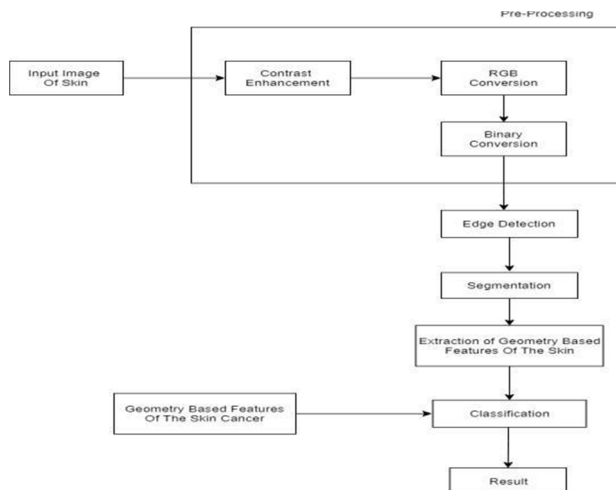 Pre-Processing
Input Image
Of Skin
Contrast
Enhancement
RGB
Conversion
Binary
Conversion
Edge Detection
Segmentation
Extraction of Geometry Based
Features Of The Skin
Geometry Based Features
Of The Skin Cancer
Classification
Result